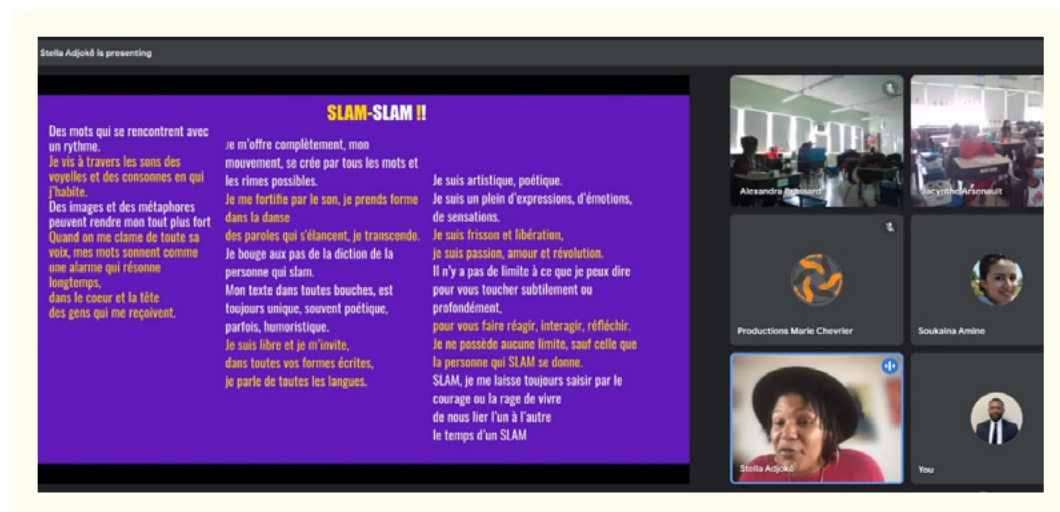 Stella Adjokê is presenting
SLAM-SLAM !!
Des mots qui se rencontrent avec
un rythme.
Je vis à travers les sons des
voyelles et des consonnes en qui
j'habite.
Des images et des métaphores
peuvent rendre mon tout plus fort
Quand on me clame de toute sa
voix, mes mots sonnent comme
une alarme qui résonne
longtemps,
dans le coeur et la tête
des gens qui me reçoivent.
Je m'offre complètement, mon
mouvement, se crée par tous les mots et
les rimes possibles.
Je me fortifie par le son, je prends forme
dans la danse
des paroles qui s'élancent, je transcende.
Je bouge aux pas de la diction de la
personne qui slam.
Mon texte dans toutes bouches, est
toujours unique, souvent poétique,
parfois, humoristique.
Je suis libre et je m'invite,
dans toutes vos formes écrites,
je parle de toutes les langues.
Je suis artistique, poétique.
Je suis un plein d'expressions, d'émotions,
de sensations.
Je suis frisson et libération,
je suis passion, amour et révolution.
Il n'y a pas de limite à ce que je peux dire
pour vous toucher subtilement ou
profondément,
pour vous faire réagir, interagir, réfléchir.
Je ne possède aucune limite, sauf celle que
la personne qui SLAM se donne.
SLAM, je me laisse toujours saisir par le
courage ou la rage de vivre
de nous lier l'un à l'autre
le temps d'un SLAM
Alexandra Brassard
Jacynthe Arsenault
Productions Marie Chevrier
Soukaina Amine
Stella Adjokê
You